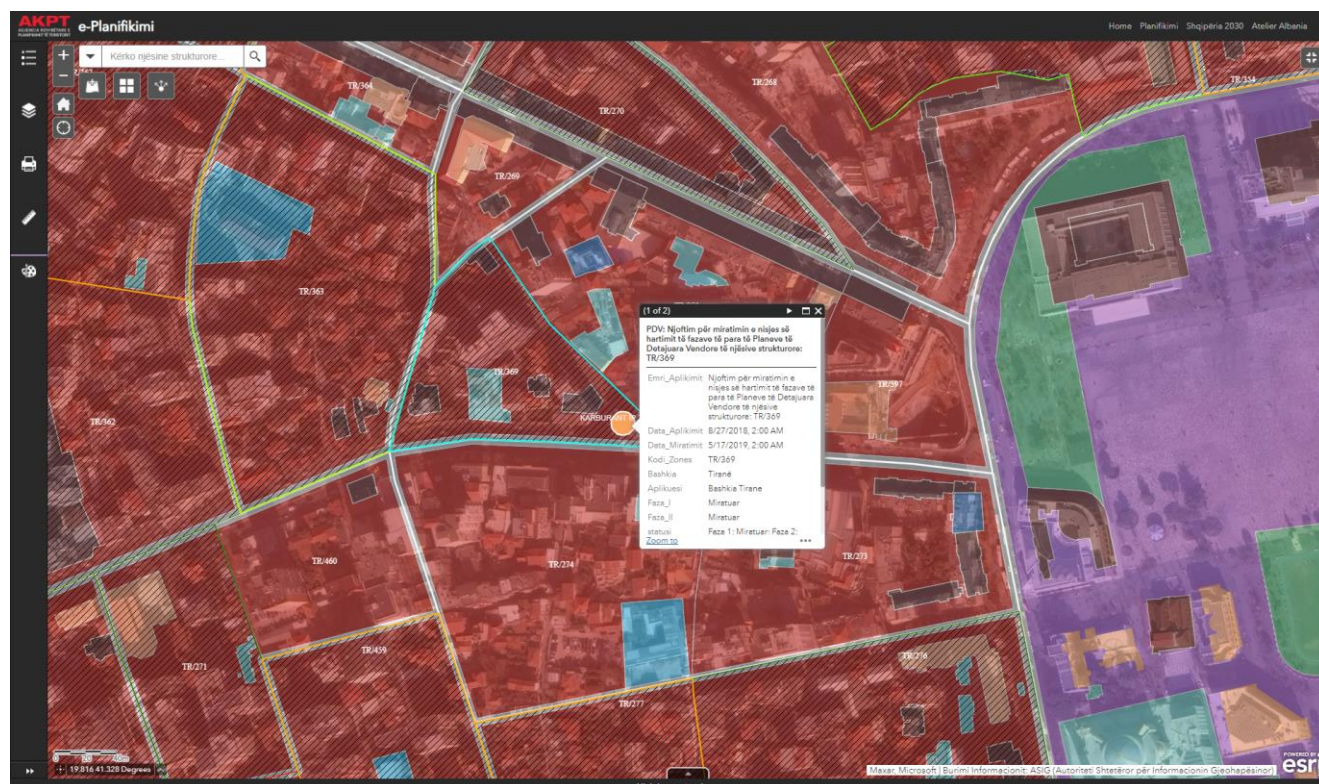 AKPT
e-Planifikimi
Home Planifikimi Shqipëria 2030 Atelier Albania
Kërko njësine strukturore...
TR/364
TR/268
TR/334
TR/270
TR/269
TR/363
(1 of 2)
PDV: Njoftim për miratimin e nisjes së
hartimit të fazave të para të Planeve të
Detajuara Vendore të njësive strukturore:
TR/369
Emri_Aplikimit Njoftim për miratimin e
nisjes së hartimit të fazave të
para të Planeve të Detajuara
Vendore të njësive
strukturore: TR/369
Data_Aplikimit 8/27/2018, 2:00 AM
Data_Miratimit 5/17/2019, 2:00 AM
Kodi_Zones TR/369
Bashkia Tiranë
Aplikuesi Bashkia Tirane
Faza_I Miratuar
Faza_II Miratuar
statusi Faza 1: Miratuar: Faza 2:
Zoom to
TR/369
TR/397
KARBURANT
TR/362
TR/460
TR/274
TR/273
TR/459
TR/271
TR/276
TR/277
19.816 41.328 Degrees
Maxar, Microsoft | Burimi Informacionit: ASIG (Autoriteti Shtetëror për Informacionin Gjeohapësinor)
POWERED BY
esri